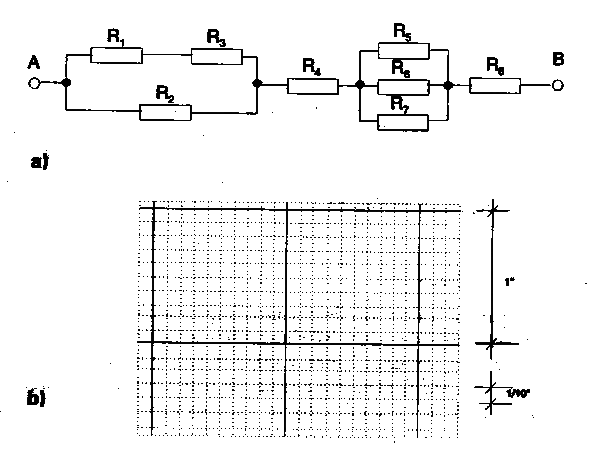 A R₁ R₃ R₄ R₅ R₈ B
R₂ R₆
R₇
a)
1"
b) 1/10"